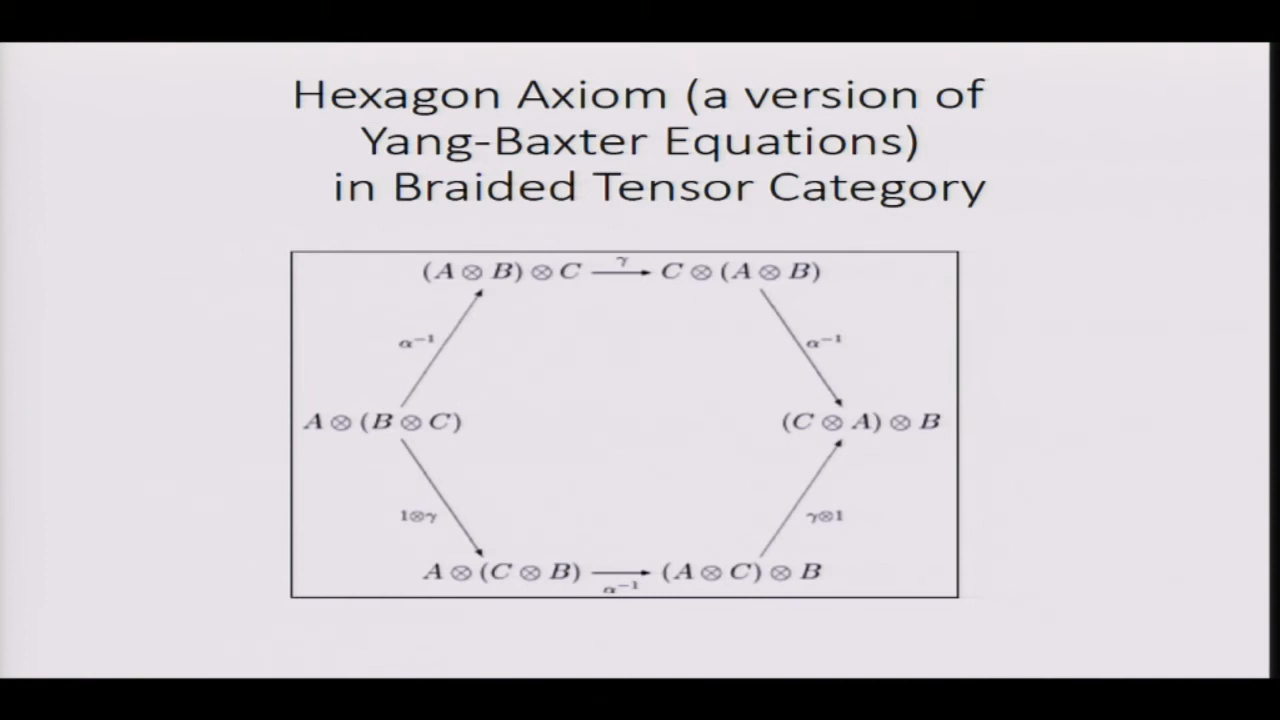 Hexagon Axiom (a version of
Yang-Baxter Equations)
in Braided Tensor Category
(A ⊗ B) ⊗ C γ C ⊗ (A ⊗ B)
α⁻¹ α⁻¹
A ⊗ (B ⊗ C) (C ⊗ A) ⊗ B
1⊗γ γ⊗1
A ⊗ (C ⊗ B) (A ⊗ C) ⊗ B
α⁻¹